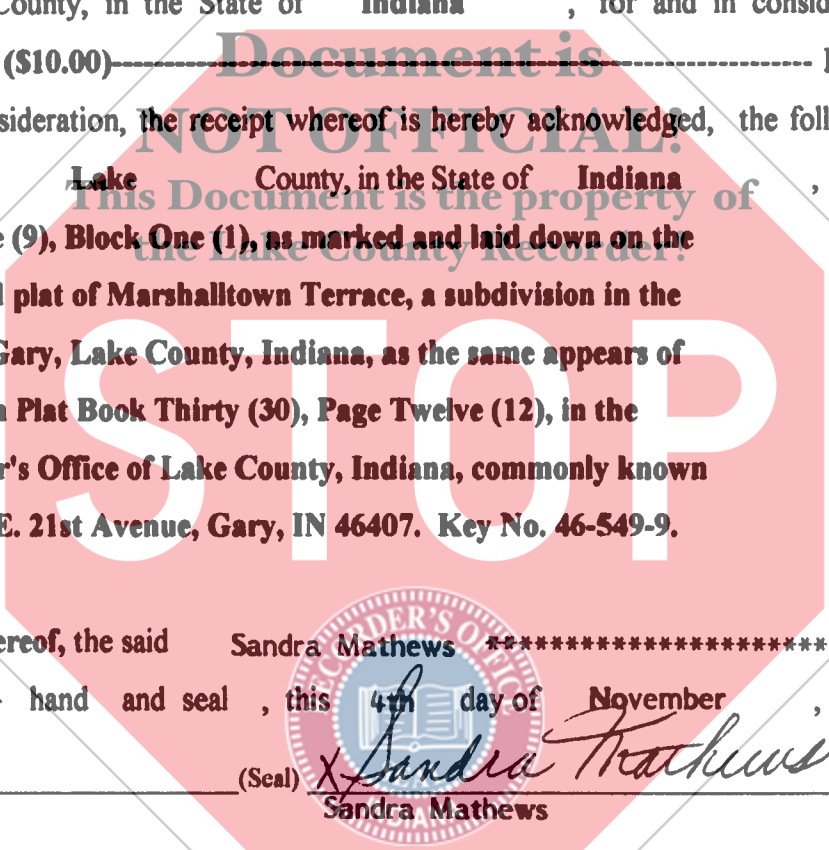 County, in the State of Indiana , for and in consid
($10.00)
Document is
sideration, the receipt whereof is hereby acknowledged, the foll
NOT OFFICIAL!
Lake County, in the State of Indiana ,
This Document is the property of
(9), Block One (1), as marked and laid down on the
the Lake County Recorder!
plat of Marshalltown Terrace, a subdivision in the
Gary, Lake County, Indiana, as the same appears of
Plat Book Thirty (30), Page Twelve (12), in the
r's Office of Lake County, Indiana, commonly known
E. 21st Avenue, Gary, IN 46407. Key No. 46-549-9.
STOP
ereof, the said Sandra Mathews ************************
hand and seal , this 4th day of November ,
RECORDER'S OFFICE
(Seal) X Sandra Mathews
Sandra Mathews
INDIANA